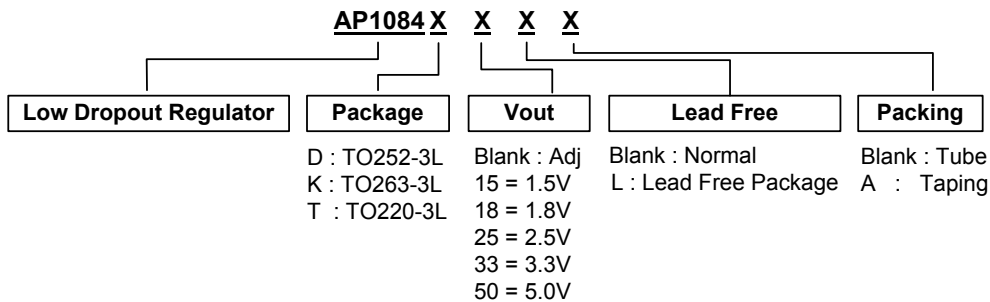 AP1084 X X X X
Low Dropout Regulator Package Vout Lead Free Packing
D : TO252-3L Blank : Adj Blank : Normal Blank : Tube
K : TO263-3L 15 = 1.5V L : Lead Free Package A : Taping
T : TO220-3L 18 = 1.8V
25 = 2.5V
33 = 3.3V
50 = 5.0V